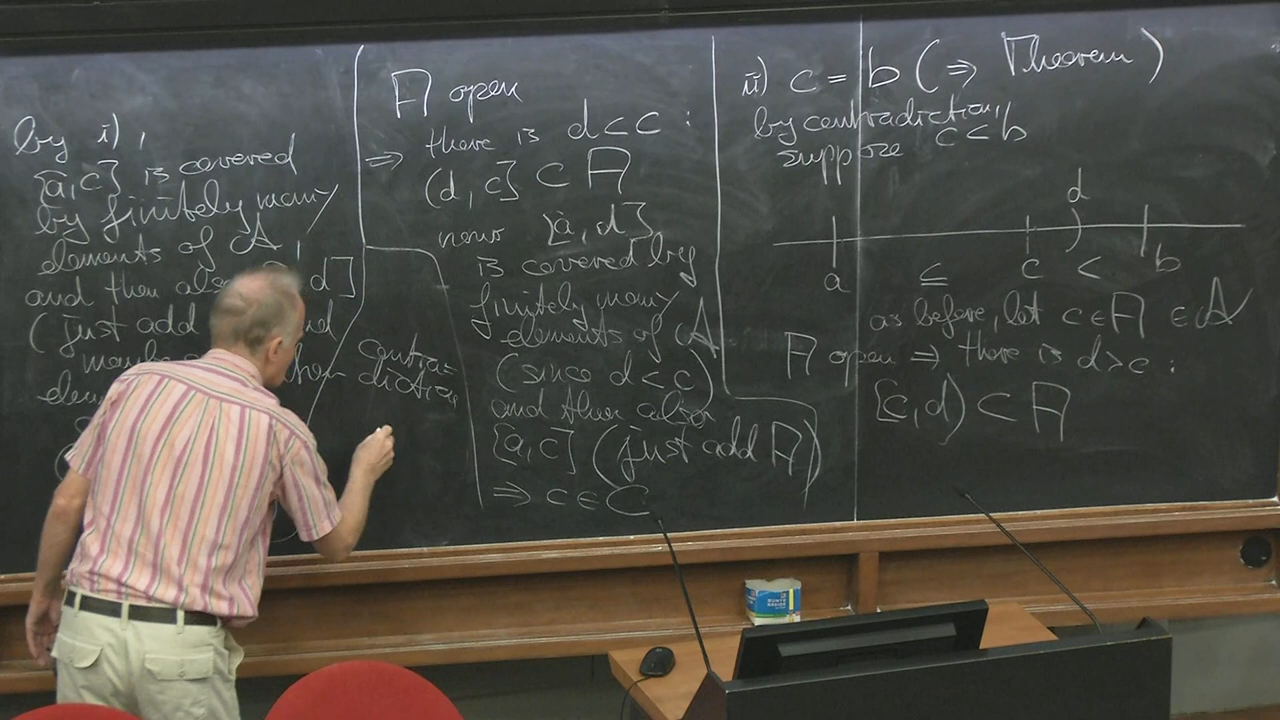 by i),
[a,c] is covered
by finitely many
elements of 𝒜,
and then also d]
(just add
maybe
contra=
diction
A open
⇒ there is d<c :
(d,c] ⊂ A
now [a,d]
is covered by
finitely many
elements of 𝒜
(since d<c)
and then also
[a,c] (just add A)
⇒ c ∈ C
ii) c = b (⇒ Theorem)
by contradiction,
suppose c<b
d
a ≤ c < b
as before, let c∈A ∈𝒜
A open ⇒ there is d>c :
[c,d) ⊂ A